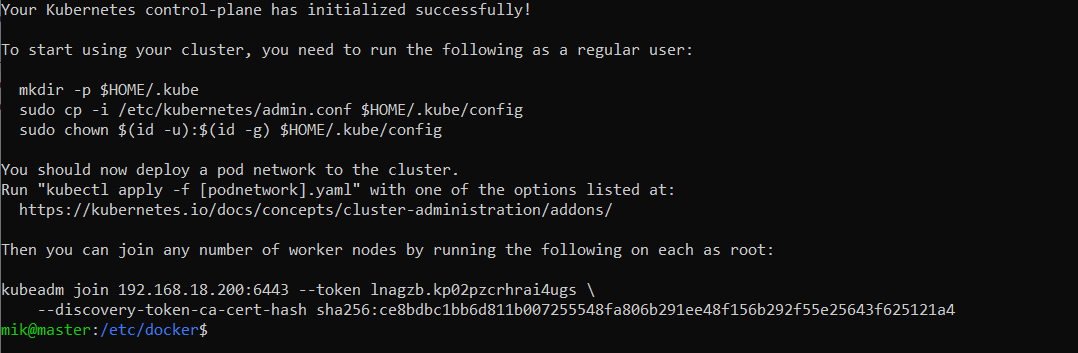 Your Kubernetes control-plane has initialized successfully!
To start using your cluster, you need to run the following as a regular user:
mkdir -p $HOME/.kube
sudo cp -i /etc/kubernetes/admin.conf $HOME/.kube/config
sudo chown $(id -u):$(id -g) $HOME/.kube/config
You should now deploy a pod network to the cluster.
Run "kubectl apply -f [podnetwork].yaml" with one of the options listed at:
https://kubernetes.io/docs/concepts/cluster-administration/addons/
Then you can join any number of worker nodes by running the following on each as root:
kubeadm join 192.168.18.200:6443 --token lnagzb.kp02pzcrhrai4ugs \
--discovery-token-ca-cert-hash sha256:ce8bdbc1bb6d811b007255548fa806b291ee48f156b292f55e25643f625121a4
mik@master:/etc/docker$